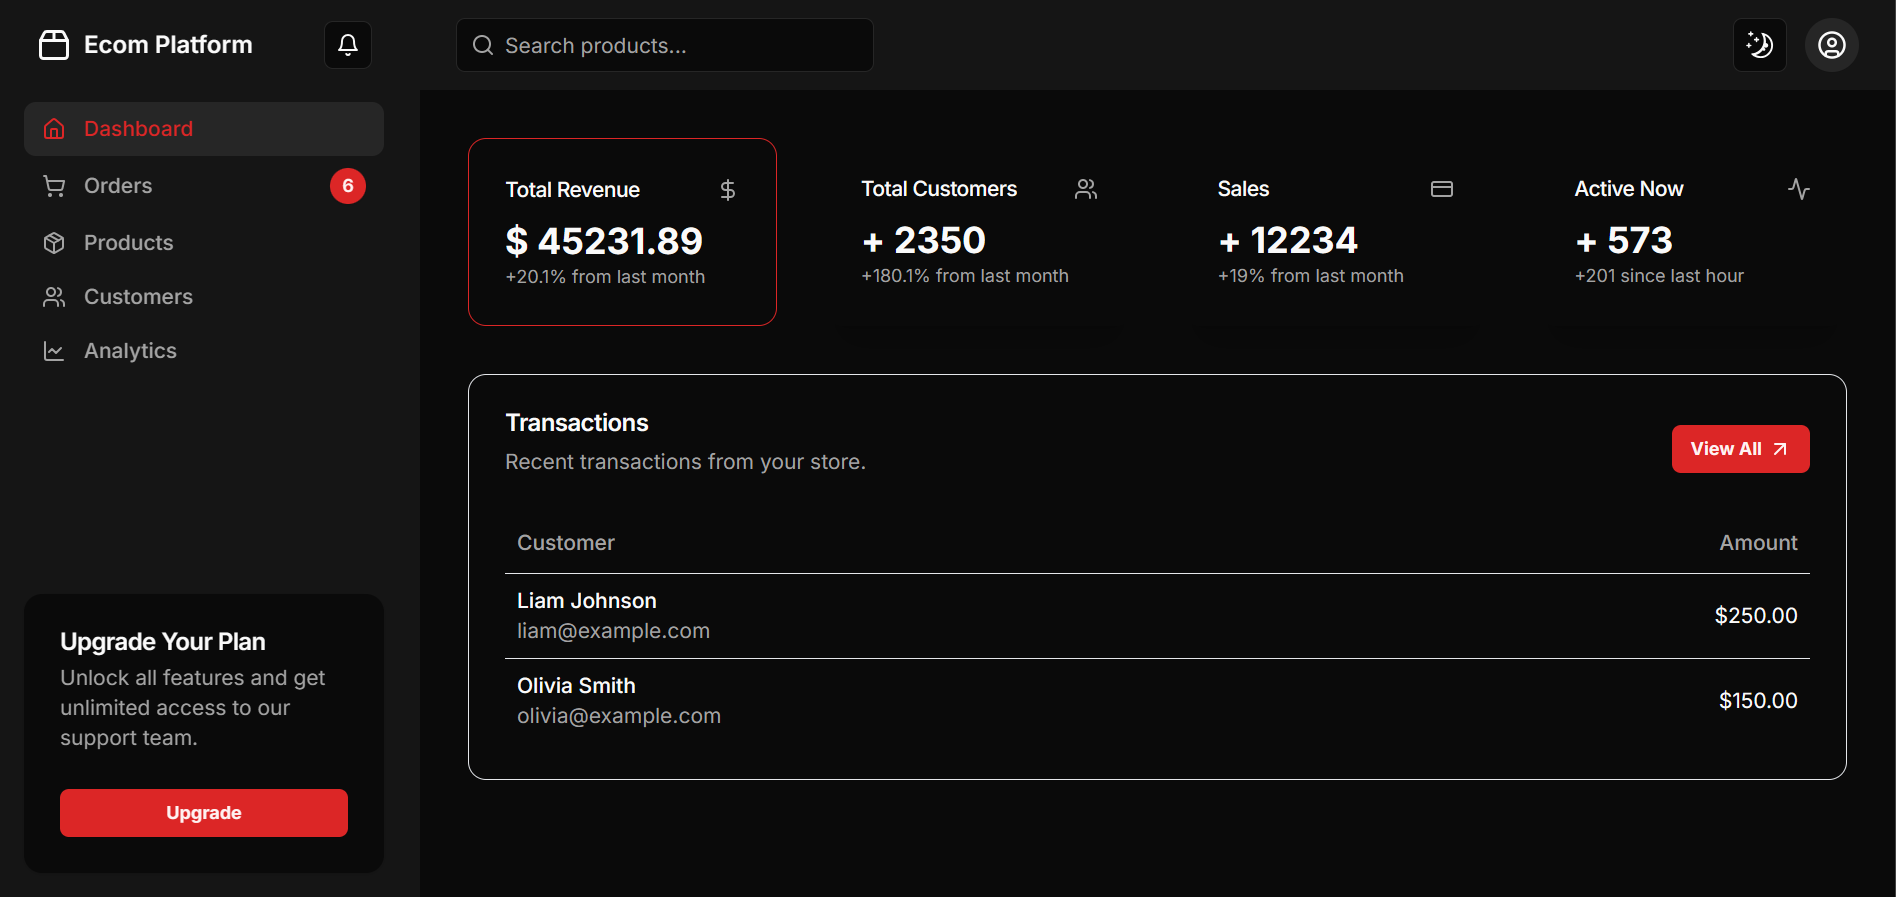 Ecom Platform
Search products...
Dashboard
Orders
6
Products
Customers
Analytics
Upgrade Your Plan
Unlock all features and get
unlimited access to our
support team.
Upgrade
Total Revenue
$ 45231.89
+20.1% from last month
Total Customers
+ 2350
+180.1% from last month
Sales
+ 12234
+19% from last month
Active Now
+ 573
+201 since last hour
Transactions
Recent transactions from your store.
View All
Customer Amount
Liam Johnson
liam@example.com
$250.00
Olivia Smith
olivia@example.com
$150.00